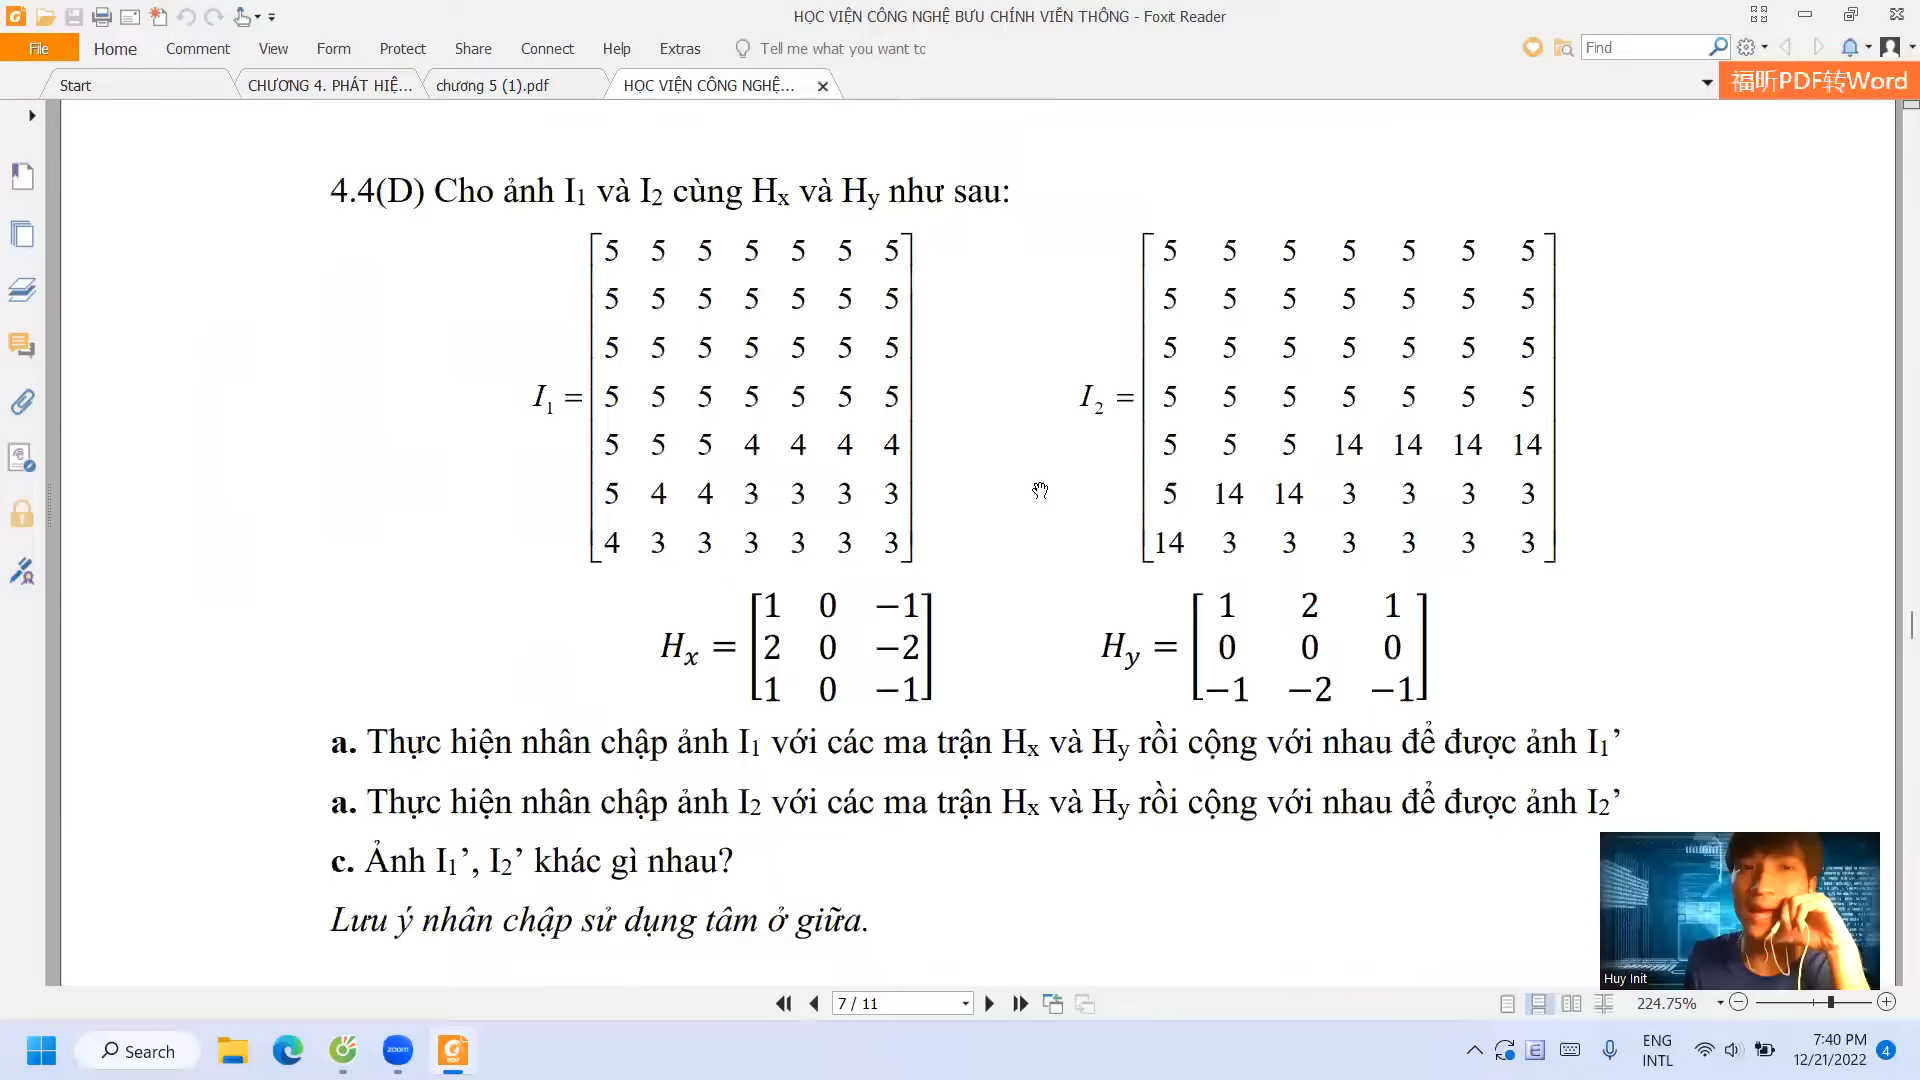 HỌC VIỆN CÔNG NGHỆ BƯU CHÍNH VIỄN THÔNG - Foxit Reader
File Home Comment View Form Protect Share Connect Help Extras Tell me what you want to Find
Start CHƯƠNG 4. PHÁT HIỆ... chương 5 (1).pdf HỌC VIỆN CÔNG NGHỆ... 福昕PDF转Word
4.4(D) Cho ảnh I1 và I2 cùng Hx và Hy như sau:
I1 =
5 5 5 5 5 5 5
5 5 5 5 5 5 5
5 5 5 5 5 5 5
5 5 5 5 5 5 5
5 5 5 4 4 4 4
5 4 4 3 3 3 3
4 3 3 3 3 3 3
I2 =
5 5 5 5 5 5 5
5 5 5 5 5 5 5
5 5 5 5 5 5 5
5 5 5 5 5 5 5
5 5 5 14 14 14 14
5 14 14 3 3 3 3
14 3 3 3 3 3 3
Hx =
1 0 −1
2 0 −2
1 0 −1
Hy =
1 2 1
0 0 0
−1 −2 −1
a. Thực hiện nhân chập ảnh I1 với các ma trận Hx và Hy rồi cộng với nhau để được ảnh I1’
a. Thực hiện nhân chập ảnh I2 với các ma trận Hx và Hy rồi cộng với nhau để được ảnh I2’
c. Ảnh I1’, I2’ khác gì nhau?
Lưu ý nhân chập sử dụng tâm ở giữa.
Huy Init
7 / 11
224.75%
Search
zoom
ENG
INTL
7:40 PM
12/21/2022
4